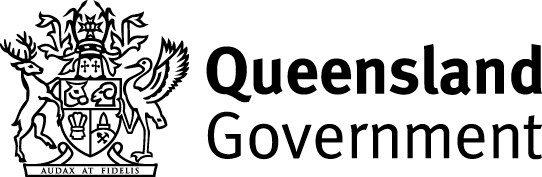 Queensland
Government
AUDAX AT FIDELIS